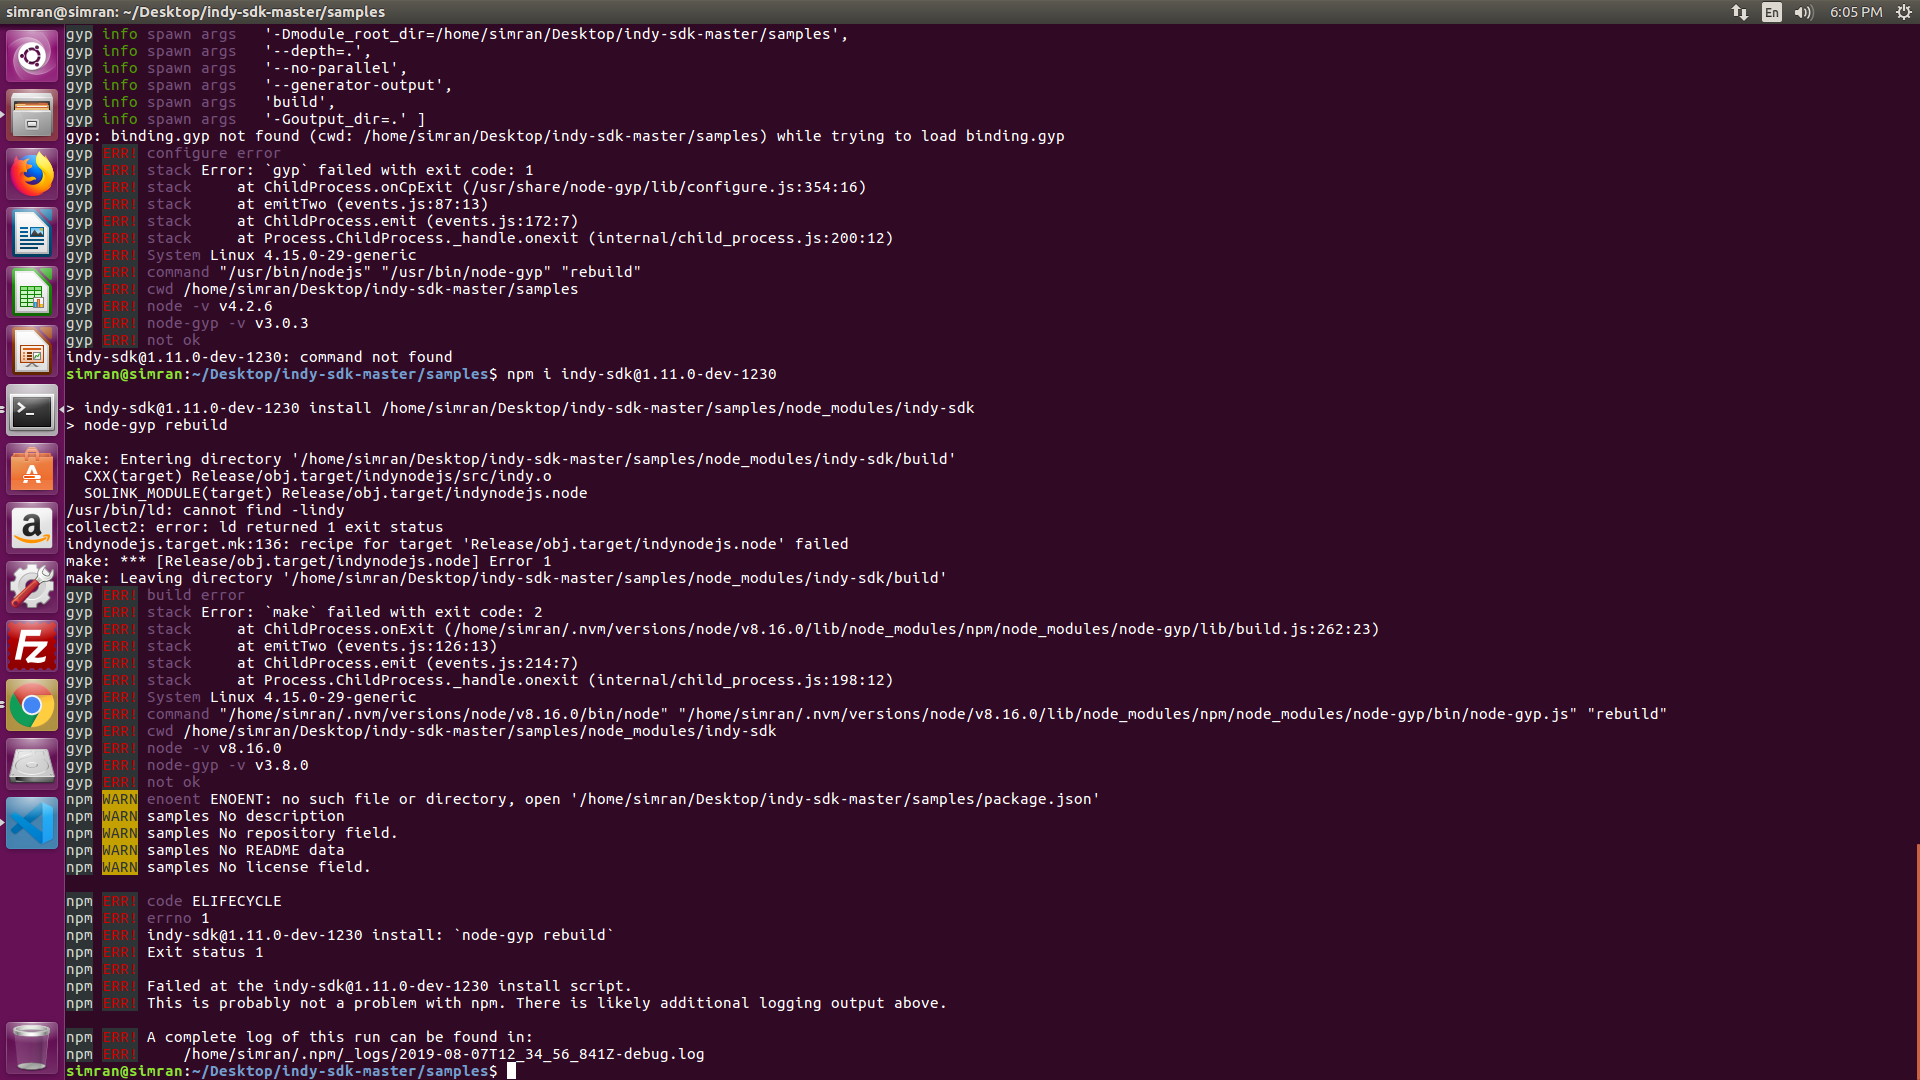 simran@simran: ~/Desktop/indy-sdk-master/samples
En
6:05 PM
gyp info spawn args   '-Dmodule_root_dir=/home/simran/Desktop/indy-sdk-master/samples',
gyp info spawn args   '--depth=.',
gyp info spawn args   '--no-parallel',
gyp info spawn args   '--generator-output',
gyp info spawn args   'build',
gyp info spawn args   '-Goutput_dir=.' ]
gyp: binding.gyp not found (cwd: /home/simran/Desktop/indy-sdk-master/samples) while trying to load binding.gyp
gyp ERR! configure error
gyp ERR! stack Error: `gyp` failed with exit code: 1
gyp ERR! stack     at ChildProcess.onCpExit (/usr/share/node-gyp/lib/configure.js:354:16)
gyp ERR! stack     at emitTwo (events.js:87:13)
gyp ERR! stack     at ChildProcess.emit (events.js:172:7)
gyp ERR! stack     at Process.ChildProcess._handle.onexit (internal/child_process.js:200:12)
gyp ERR! System Linux 4.15.0-29-generic
gyp ERR! command "/usr/bin/nodejs" "/usr/bin/node-gyp" "rebuild"
gyp ERR! cwd /home/simran/Desktop/indy-sdk-master/samples
gyp ERR! node -v v4.2.6
gyp ERR! node-gyp -v v3.0.3
gyp ERR! not ok
indy-sdk@1.11.0-dev-1230: command not found
simran@simran:~/Desktop/indy-sdk-master/samples$ npm i indy-sdk@1.11.0-dev-1230
> indy-sdk@1.11.0-dev-1230 install /home/simran/Desktop/indy-sdk-master/samples/node_modules/indy-sdk
> node-gyp rebuild
make: Entering directory '/home/simran/Desktop/indy-sdk-master/samples/node_modules/indy-sdk/build'
  CXX(target) Release/obj.target/indynodejs/src/indy.o
  SOLINK_MODULE(target) Release/obj.target/indynodejs.node
/usr/bin/ld: cannot find -lindy
collect2: error: ld returned 1 exit status
indynodejs.target.mk:136: recipe for target 'Release/obj.target/indynodejs.node' failed
make: *** [Release/obj.target/indynodejs.node] Error 1
make: Leaving directory '/home/simran/Desktop/indy-sdk-master/samples/node_modules/indy-sdk/build'
gyp ERR! build error
gyp ERR! stack Error: `make` failed with exit code: 2
gyp ERR! stack     at ChildProcess.onExit (/home/simran/.nvm/versions/node/v8.16.0/lib/node_modules/npm/node_modules/node-gyp/lib/build.js:262:23)
gyp ERR! stack     at emitTwo (events.js:126:13)
gyp ERR! stack     at ChildProcess.emit (events.js:214:7)
gyp ERR! stack     at Process.ChildProcess._handle.onexit (internal/child_process.js:198:12)
gyp ERR! System Linux 4.15.0-29-generic
gyp ERR! command "/home/simran/.nvm/versions/node/v8.16.0/bin/node" "/home/simran/.nvm/versions/node/v8.16.0/lib/node_modules/npm/node_modules/node-gyp/bin/node-gyp.js" "rebuild"
gyp ERR! cwd /home/simran/Desktop/indy-sdk-master/samples/node_modules/indy-sdk
gyp ERR! node -v v8.16.0
gyp ERR! node-gyp -v v3.8.0
gyp ERR! not ok
npm WARN enoent ENOENT: no such file or directory, open '/home/simran/Desktop/indy-sdk-master/samples/package.json'
npm WARN samples No description
npm WARN samples No repository field.
npm WARN samples No README data
npm WARN samples No license field.
npm ERR! code ELIFECYCLE
npm ERR! errno 1
npm ERR! indy-sdk@1.11.0-dev-1230 install: `node-gyp rebuild`
npm ERR! Exit status 1
npm ERR!
npm ERR! Failed at the indy-sdk@1.11.0-dev-1230 install script.
npm ERR! This is probably not a problem with npm. There is likely additional logging output above.
npm ERR! A complete log of this run can be found in:
npm ERR!     /home/simran/.npm/_logs/2019-08-07T12_34_56_841Z-debug.log
simran@simran:~/Desktop/indy-sdk-master/samples$